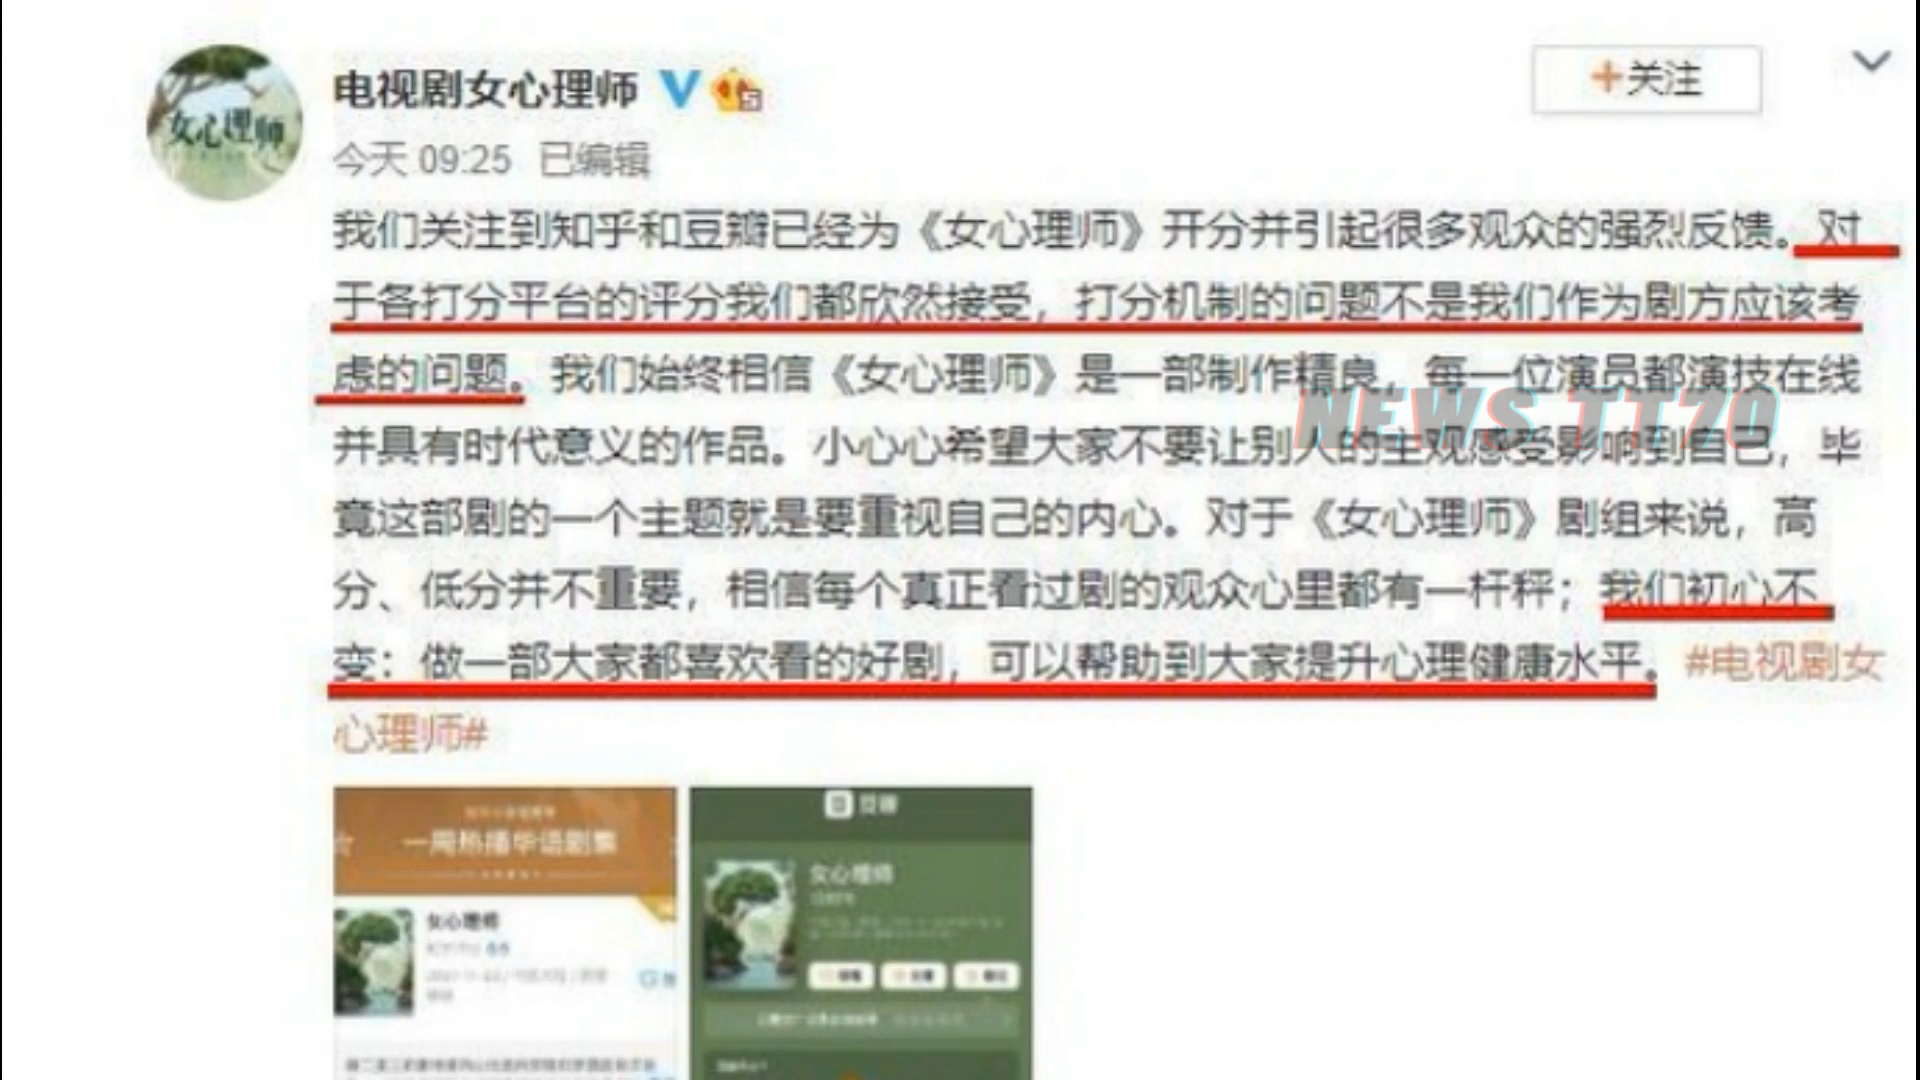 女心理师
电视剧女心理师
+关注
今天 09:25 已编辑
我们关注到知乎和豆瓣已经为《女心理师》开分并引起很多观众的强烈反馈。对
于各打分平台的评分我们都欣然接受，打分机制的问题不是我们作为剧方应该考
虑的问题。我们始终相信《女心理师》是一部制作精良，每一位演员都演技在线
NEWS TT70
并具有时代意义的作品。小心心希望大家不要让别人的主观感受影响到自己，毕
竟这部剧的一个主题就是要重视自己的内心。对于《女心理师》剧组来说，高
分、低分并不重要，相信每个真正看过剧的观众心里都有一杆秤；我们初心不
变：做一部大家都喜欢看的好剧，可以帮助到大家提升心理健康水平。#电视剧女
心理师#
一周热播华语剧集
女心理师
豆瓣
女心理师